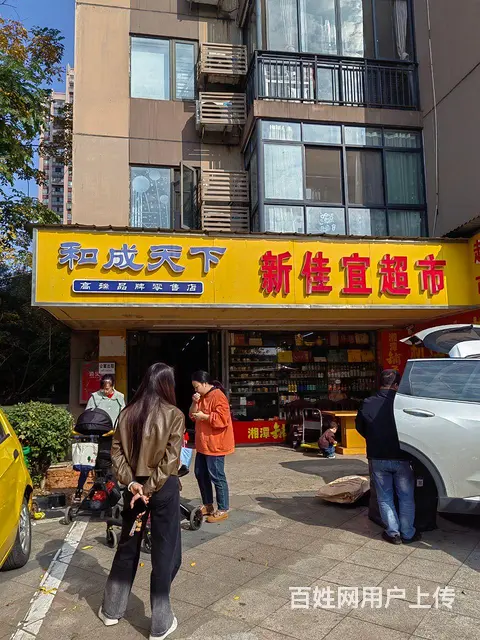 和成天下
高端品牌零售店
新佳宜超市
湘潭
百姓网用户上传